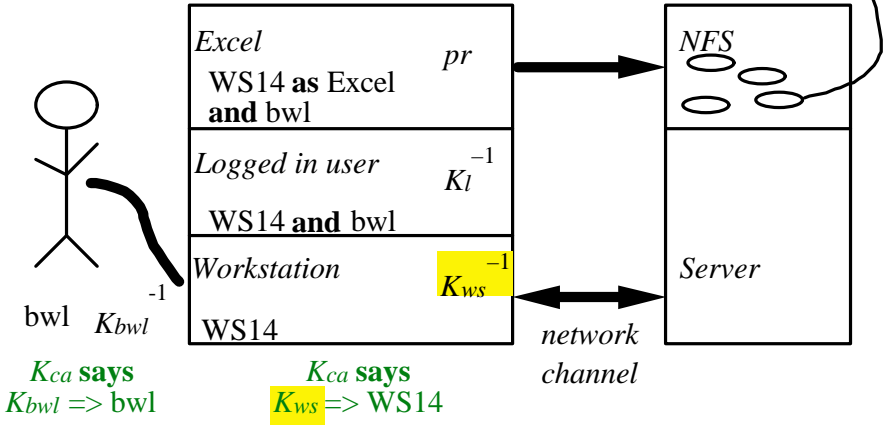 Excel
pr
WS14 as Excel
and bwl
NFS
Logged in user
Kl⁻¹
WS14 and bwl
Workstation
Kws⁻¹
Server
bwl
Kbwl⁻¹
WS14
network
channel
Kca says
Kbwl => bwl
Kca says
Kws => WS14